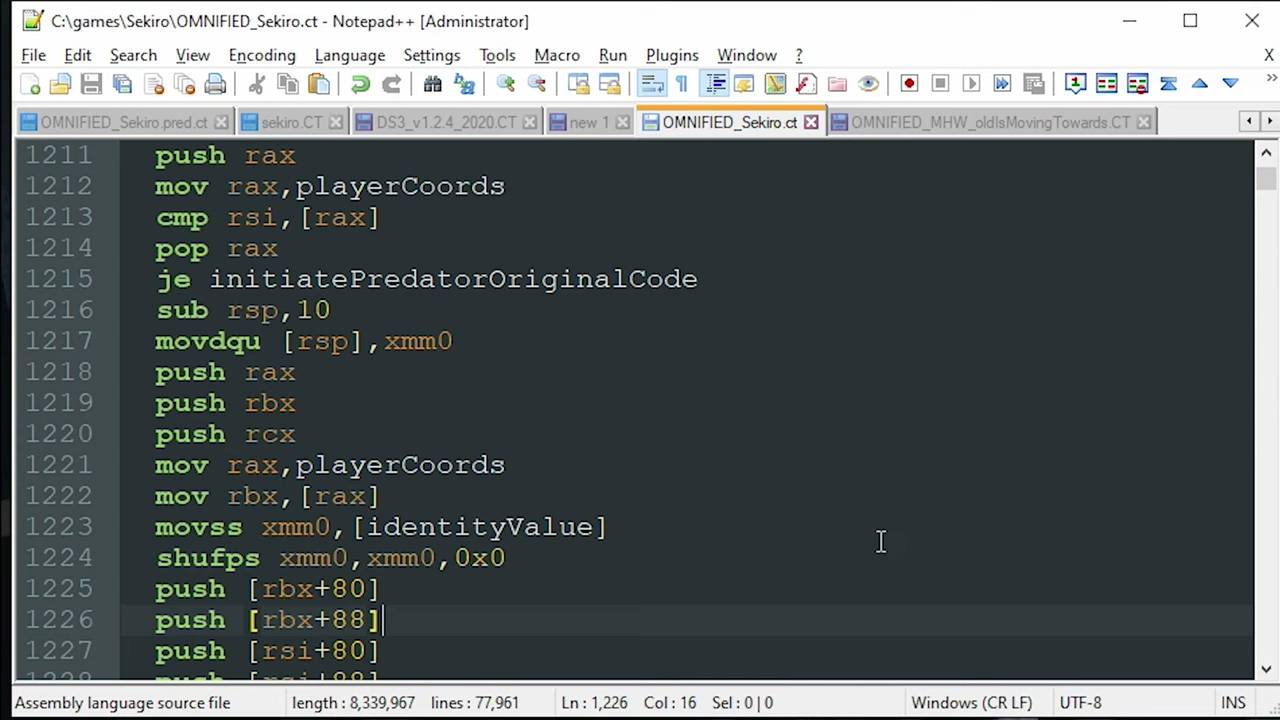 C:\games\Sekiro\OMNIFIED_Sekiro.ct - Notepad++ [Administrator]
File Edit Search View Encoding Language Settings Tools Macro Run Plugins Window ? X
OMNIFIED_Sekiro.pred.ct sekiro.CT DS3_v1.2.4_2020.CT new 1 OMNIFIED_Sekiro.ct OMNIFIED_MHW_oldIsMovingTowards.CT
1211 push rax
1212 mov rax,playerCoords
1213 cmp rsi,[rax]
1214 pop rax
1215 je initiatePredatorOriginalCode
1216 sub rsp,10
1217 movdqu [rsp],xmm0
1218 push rax
1219 push rbx
1220 push rcx
1221 mov rax,playerCoords
1222 mov rbx,[rax]
1223 movss xmm0,[identityValue]
1224 shufps xmm0,xmm0,0x0
1225 push [rbx+80]
1226 push [rbx+88]
1227 push [rsi+80]
1228 push [rsi+88]
Assembly language source file length : 8,339,967 lines : 77,961 Ln : 1,226 Col : 16 Sel : 0 | 0 Windows (CR LF) UTF-8 INS